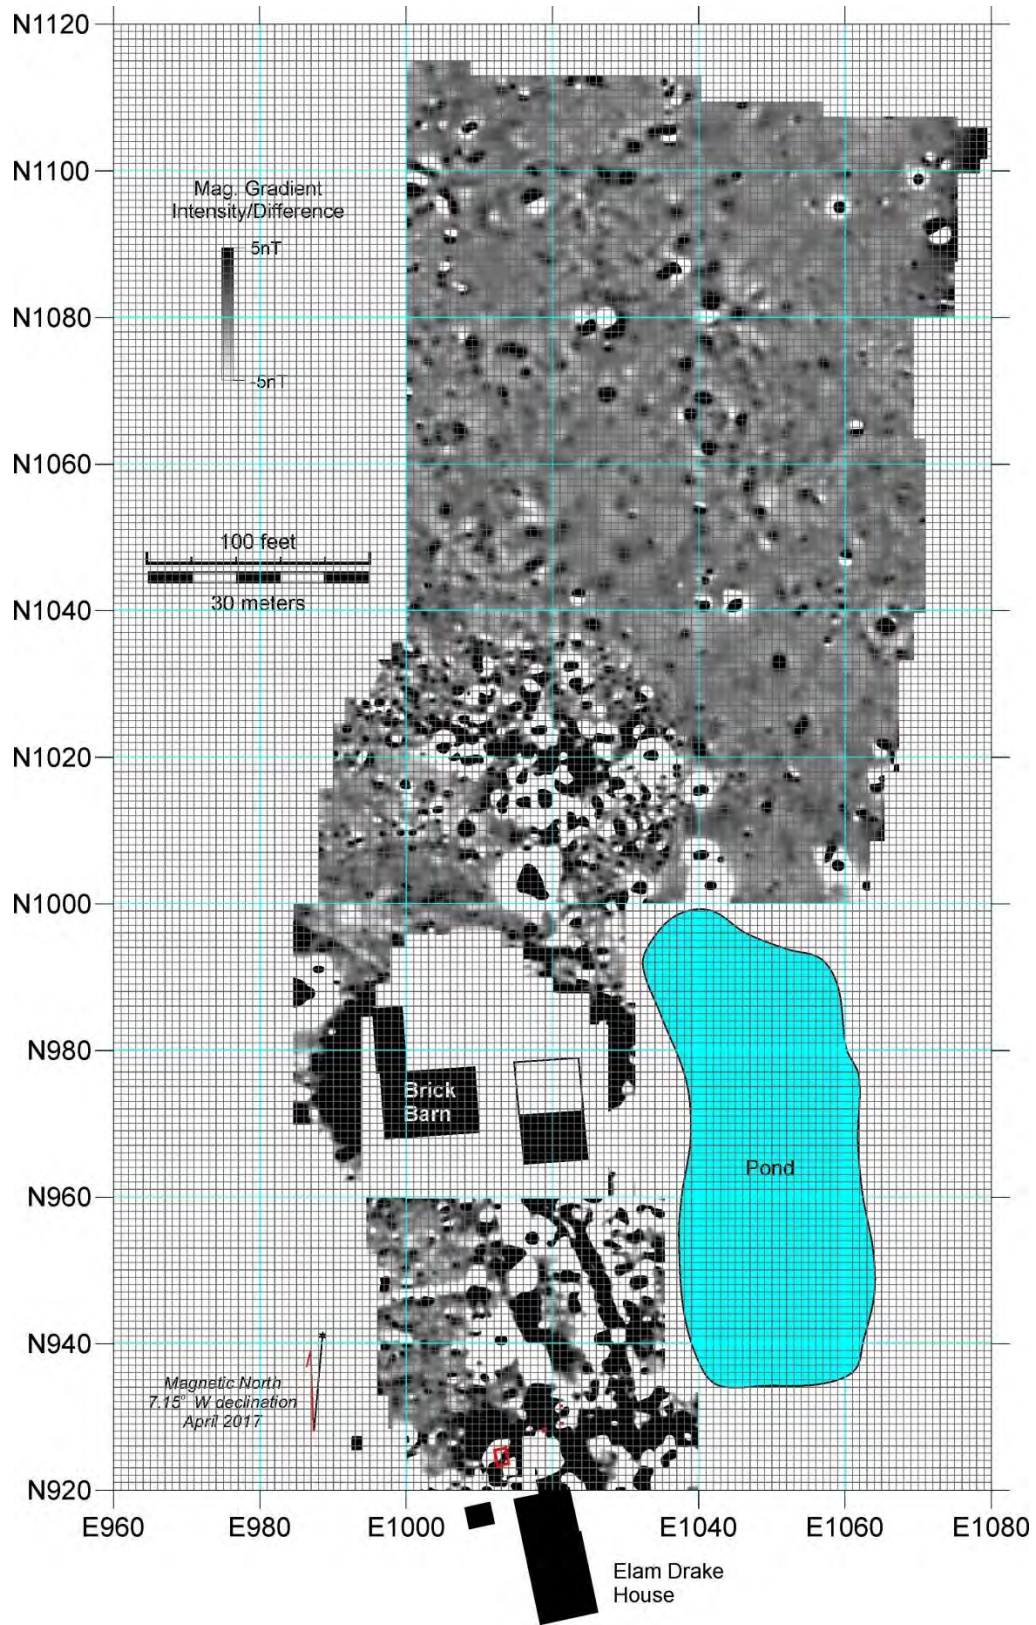 N1120
N1100
Mag. Gradient
Intensity/Difference
5nT
N1080
-5nT
N1060
100 feet
30 meters
N1040
N1020
N1000
N980
Brick
Barn
Pond
N960
N940
Magnetic North
7.15° W declination
April 2017
N920
E960
E980
E1000
E1040
E1060
E1080
Elam Drake
House